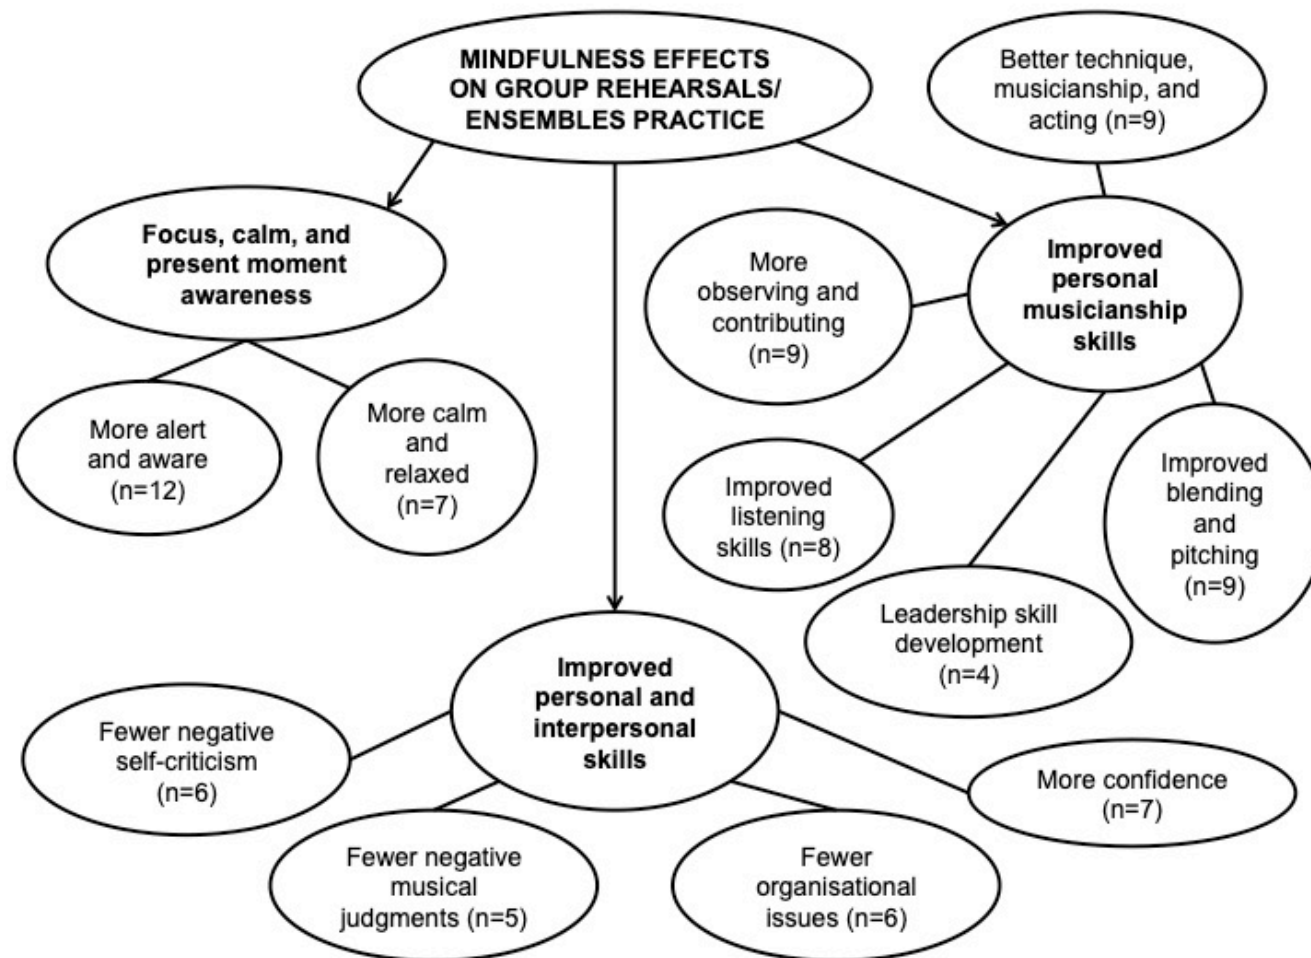 MINDFULNESS EFFECTS
ON GROUP REHEARSALS/
ENSEMBLES PRACTICE
Better technique,
musicianship, and
acting (n=9)
Focus, calm, and
present moment
awareness
More
observing and
contributing
(n=9)
Improved
personal
musicianship
skills
More alert
and aware
(n=12)
More calm
and
relaxed
(n=7)
Improved
listening
skills (n=8)
Improved
blending
and
pitching
(n=9)
Leadership skill
development
(n=4)
Improved
personal and
interpersonal
skills
Fewer negative
self-criticism
(n=6)
More confidence
(n=7)
Fewer negative
musical
judgments (n=5)
Fewer
organisational
issues (n=6)